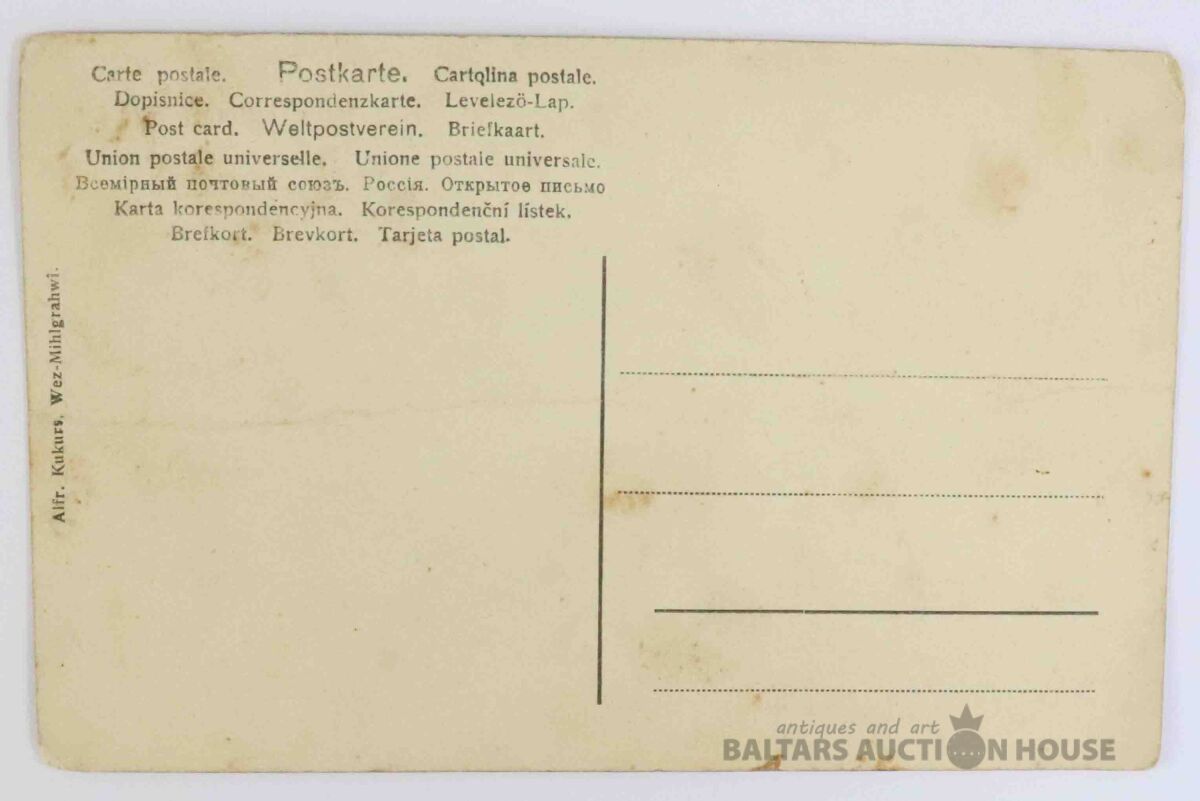 Carte postale. Postkarte. Cartolina postale.
Dopisnice. Correspondenzkarte. Levelezö-Lap.
Post card. Weltpostverein. Briefkaart.
Union postale universelle. Unione postale universale.
Всемірный почтовый союзъ. Россія. Открытое письмо
Karta korespondencyjna. Korespondenční lístek.
Brefkort. Brevkort. Tarjeta postal.
Alfr. Kukurs, Wez-Mihlgrahwî.
antiques and art
BALTARS AUCTION HOUSE